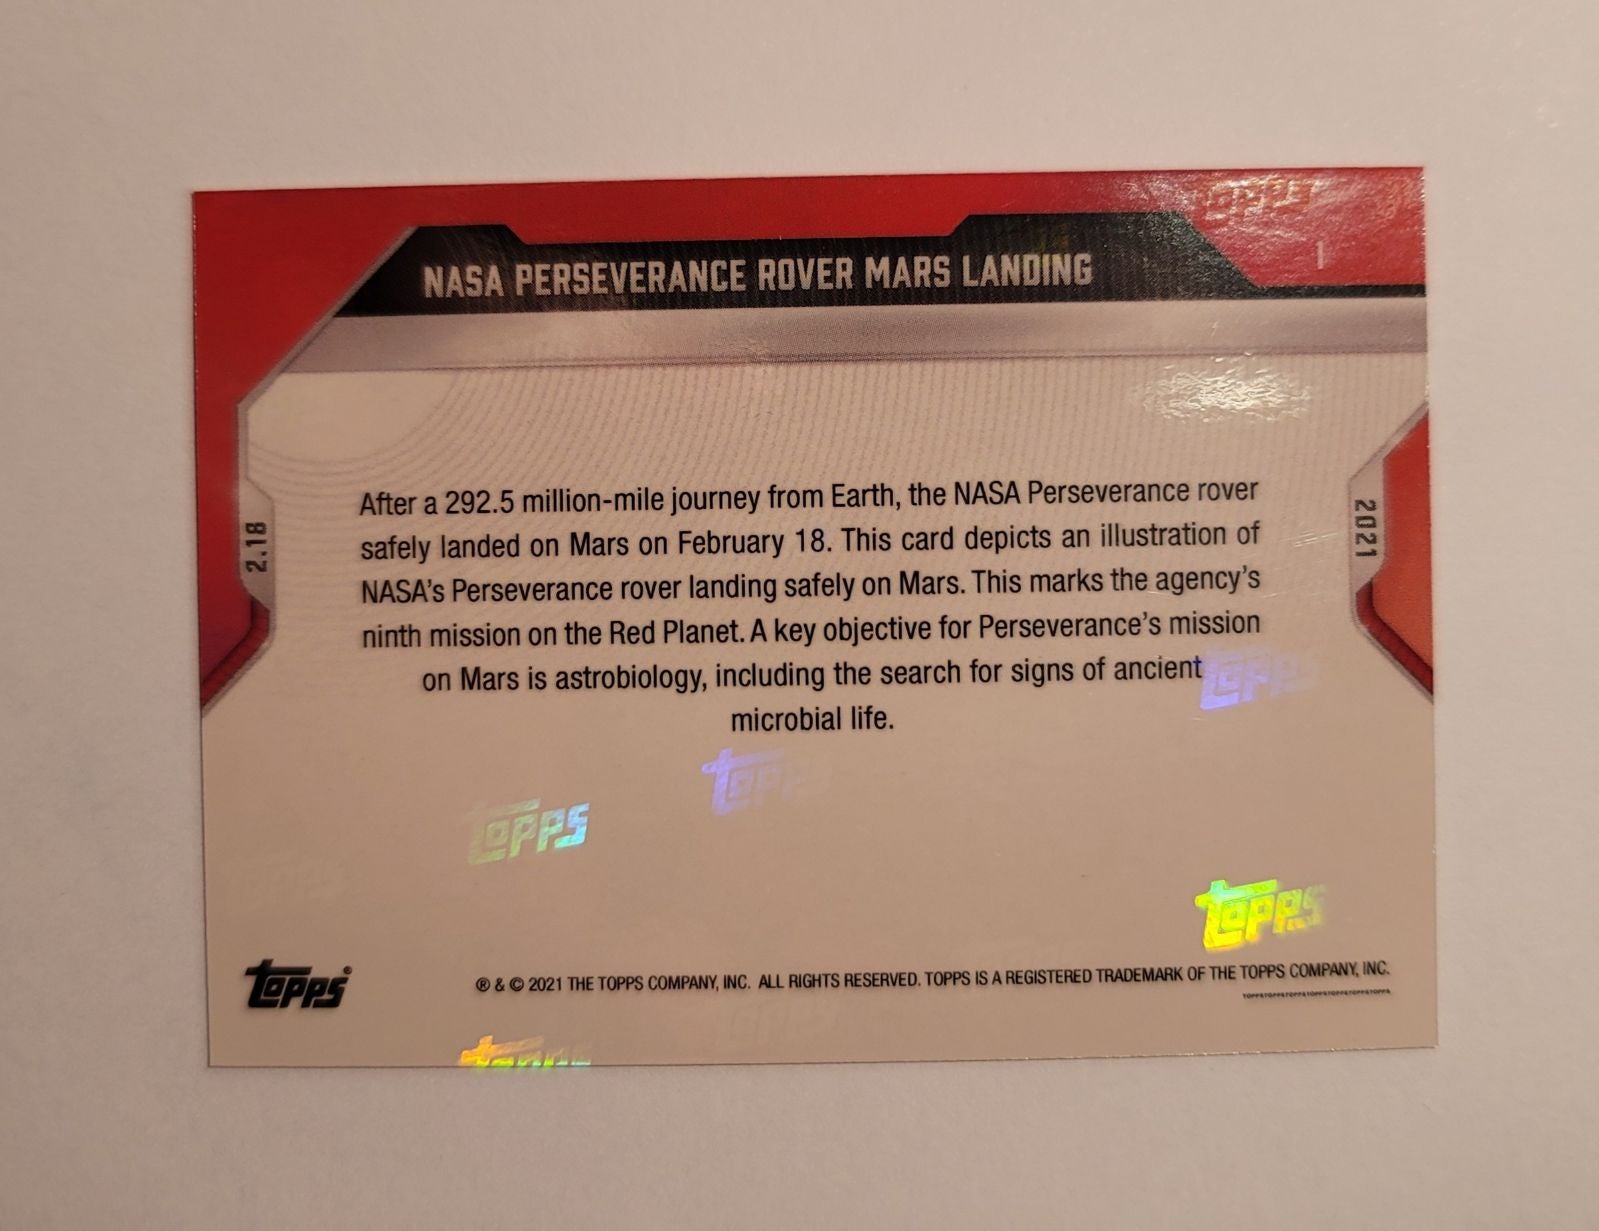 NASA PERSEVERANCE ROVER MARS LANDING
1
After a 292.5 million-mile journey from Earth, the NASA Perseverance rover
safely landed on Mars on February 18. This card depicts an illustration of
NASA's Perseverance rover landing safely on Mars. This marks the agency's
ninth mission on the Red Planet. A key objective for Perseverance's mission
on Mars is astrobiology, including the search for signs of ancient
microbial life.
2.18
2021
topps
topps
topps
topps
topps
topps
topps®
® & © 2021 THE TOPPS COMPANY, INC. ALL RIGHTS RESERVED. TOPPS IS A REGISTERED TRADEMARK OF THE TOPPS COMPANY, INC.